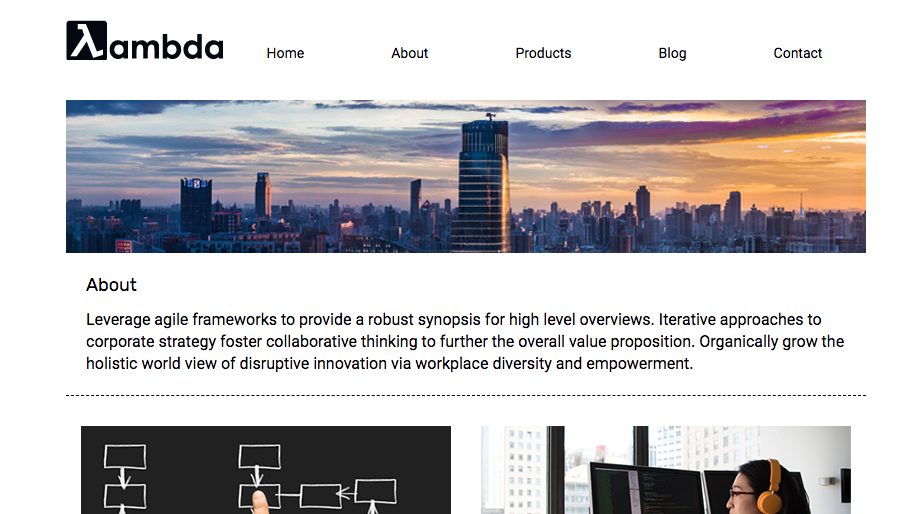 λambda
Home About Products Blog Contact
About
Leverage agile frameworks to provide a robust synopsis for high level overviews. Iterative approaches to
corporate strategy foster collaborative thinking to further the overall value proposition. Organically grow the
holistic world view of disruptive innovation via workplace diversity and empowerment.